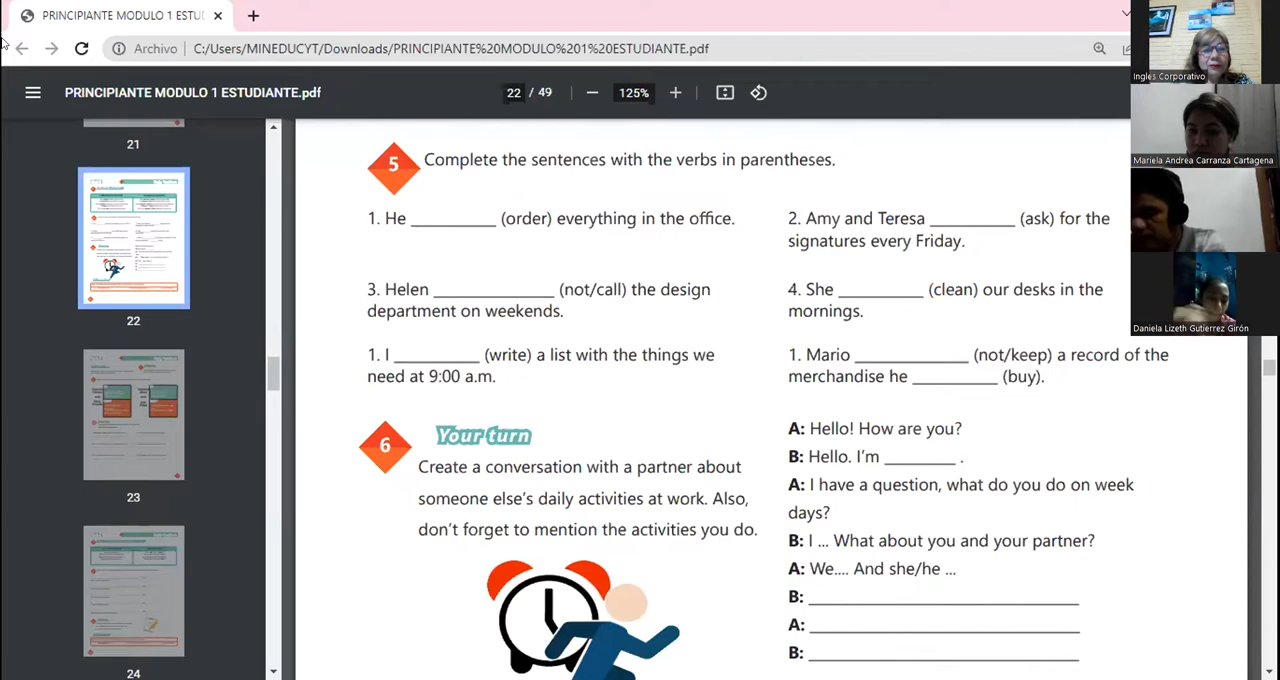 PRINCIPIANTE MODULO 1 ESTU
Archivo
C:/Users/MINEDUCYT/Downloads/PRINCIPIANTE%20MODULO%201%20ESTUDIANTE.pdf
PRINCIPIANTE MODULO 1 ESTUDIANTE.pdf
22 / 49
125%
21
22
23
24
5
Complete the sentences with the verbs in parentheses.
1. He __________ (order) everything in the office.
2. Amy and Teresa __________ (ask) for the
signatures every Friday.
3. Helen ______________ (not/call) the design
department on weekends.
4. She __________ (clean) our desks in the
mornings.
1. I __________ (write) a list with the things we
need at 9:00 a.m.
1. Mario _____________ (not/keep) a record of the
merchandise he __________ (buy).
6
Your turn
Create a conversation with a partner about
someone else's daily activities at work. Also,
don't forget to mention the activities you do.
A: Hello! How are you?
B: Hello. I'm ________ .
A: I have a question, what do you do on week
days?
B: I ... What about you and your partner?
A: We.... And she/he ...
B: ________________________________
A: ________________________________
B: ________________________________
Ingles Corporativo
Mariela Andrea Carranza Cartagena
Daniela Lizeth Gutierrez Girón